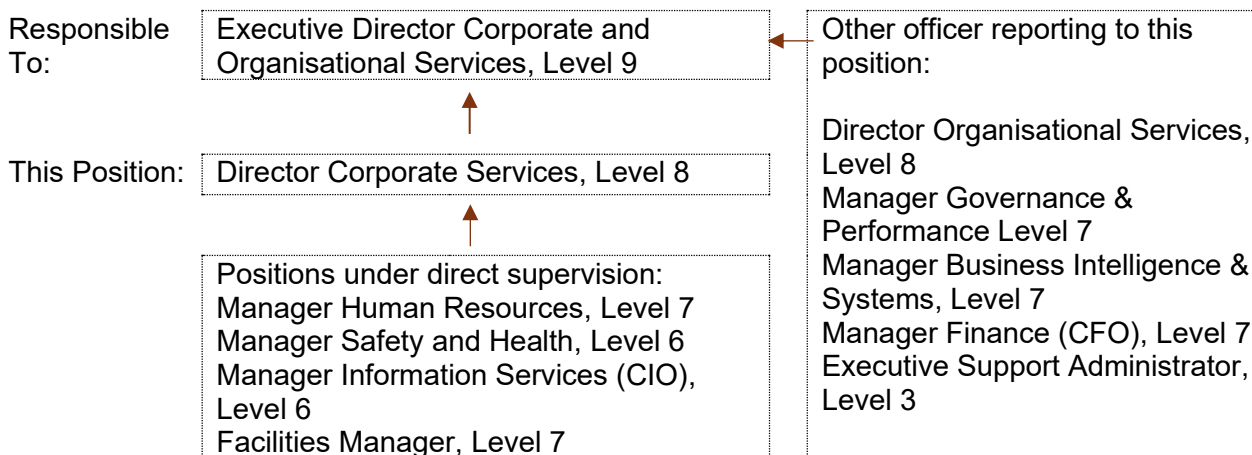 Responsible
To:
Executive Director Corporate and
Organisational Services, Level 9
This Position:
Director Corporate Services, Level 8
Positions under direct supervision:
Manager Human Resources, Level 7
Manager Safety and Health, Level 6
Manager Information Services (CIO),
Level 6
Facilities Manager, Level 7
Other officer reporting to this
position:
Director Organisational Services,
Level 8
Manager Governance &
Performance Level 7
Manager Business Intelligence &
Systems, Level 7
Manager Finance (CFO), Level 7
Executive Support Administrator,
Level 3